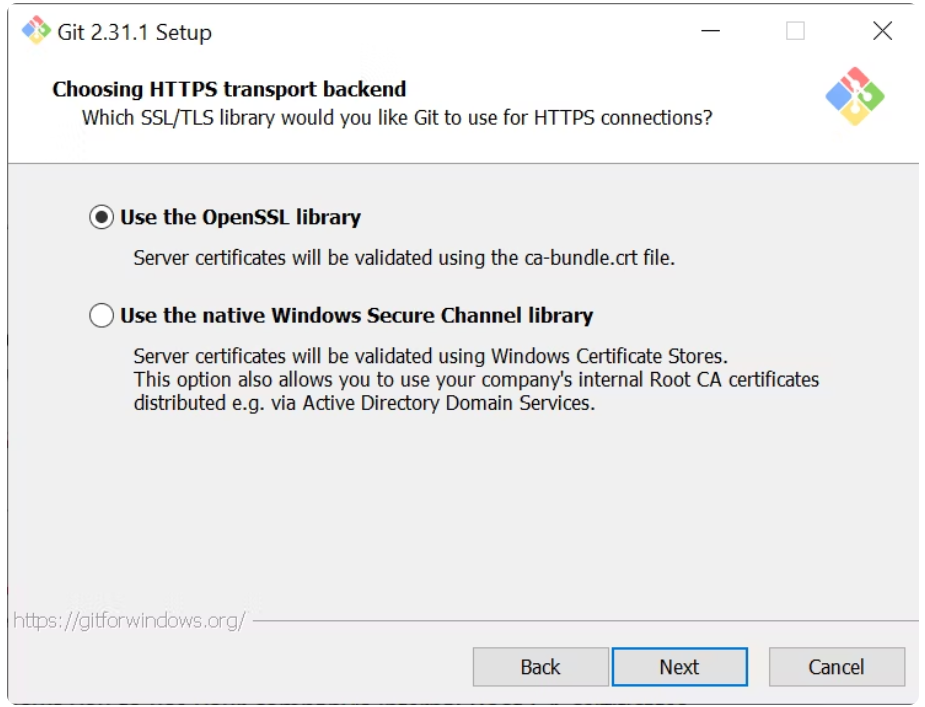 Git 2.31.1 Setup
Choosing HTTPS transport backend
Which SSL/TLS library would you like Git to use for HTTPS connections?
Use the OpenSSL library
Server certificates will be validated using the ca-bundle.crt file.
Use the native Windows Secure Channel library
Server certificates will be validated using Windows Certificate Stores.
This option also allows you to use your company's internal Root CA certificates
distributed e.g. via Active Directory Domain Services.
https://gitforwindows.org/
Back Next Cancel